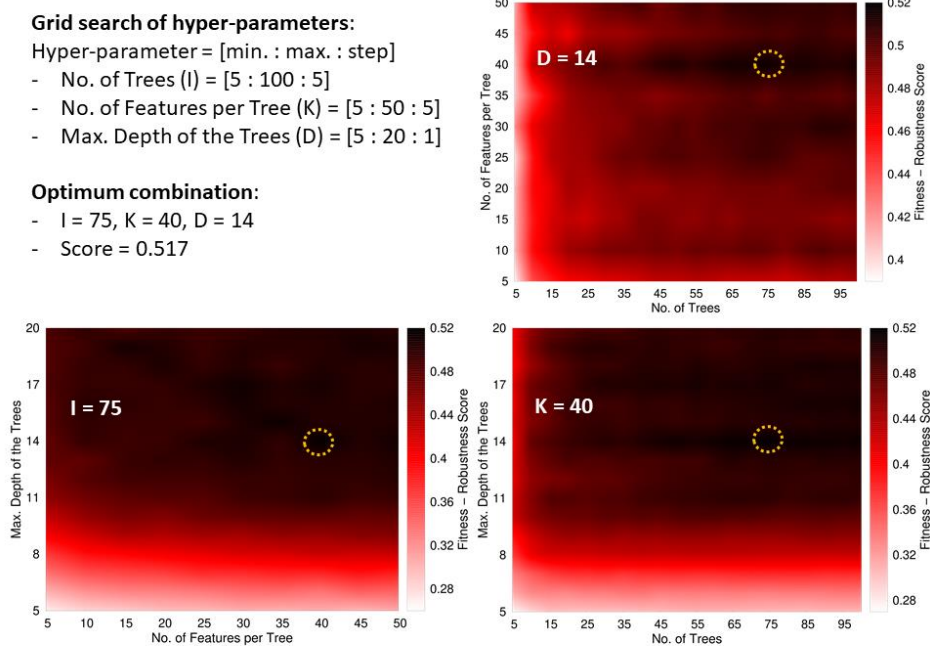 Grid search of hyper-parameters:
Hyper-parameter = [min. : max. : step]
- No. of Trees (I) = [5 : 100 : 5]
- No. of Features per Tree (K) = [5 : 50 : 5]
- Max. Depth of the Trees (D) = [5 : 20 : 1]
Optimum combination:
- I = 75, K = 40, D = 14
- Score = 0.517
D = 14
No. of Features per Tree
50
45
40
35
30
25
20
15
10
5
5 15 25 35 45 55 65 75 85 95
No. of Trees
0.52
0.5
0.48
0.46
0.44
0.42
0.4
Fitness – Robustness Score
I = 75
Max. Depth of the Trees
20
17
14
11
8
5
5 10 15 20 25 30 35 40 45 50
No. of Features per Tree
0.52
0.48
0.44
0.4
0.36
0.32
0.28
Fitness – Robustness Score
K = 40
Max. Depth of the Trees
20
17
14
11
8
5
5 15 25 35 45 55 65 75 85 95
No. of Trees
0.52
0.48
0.44
0.4
0.36
0.32
0.28
Fitness – Robustness Score